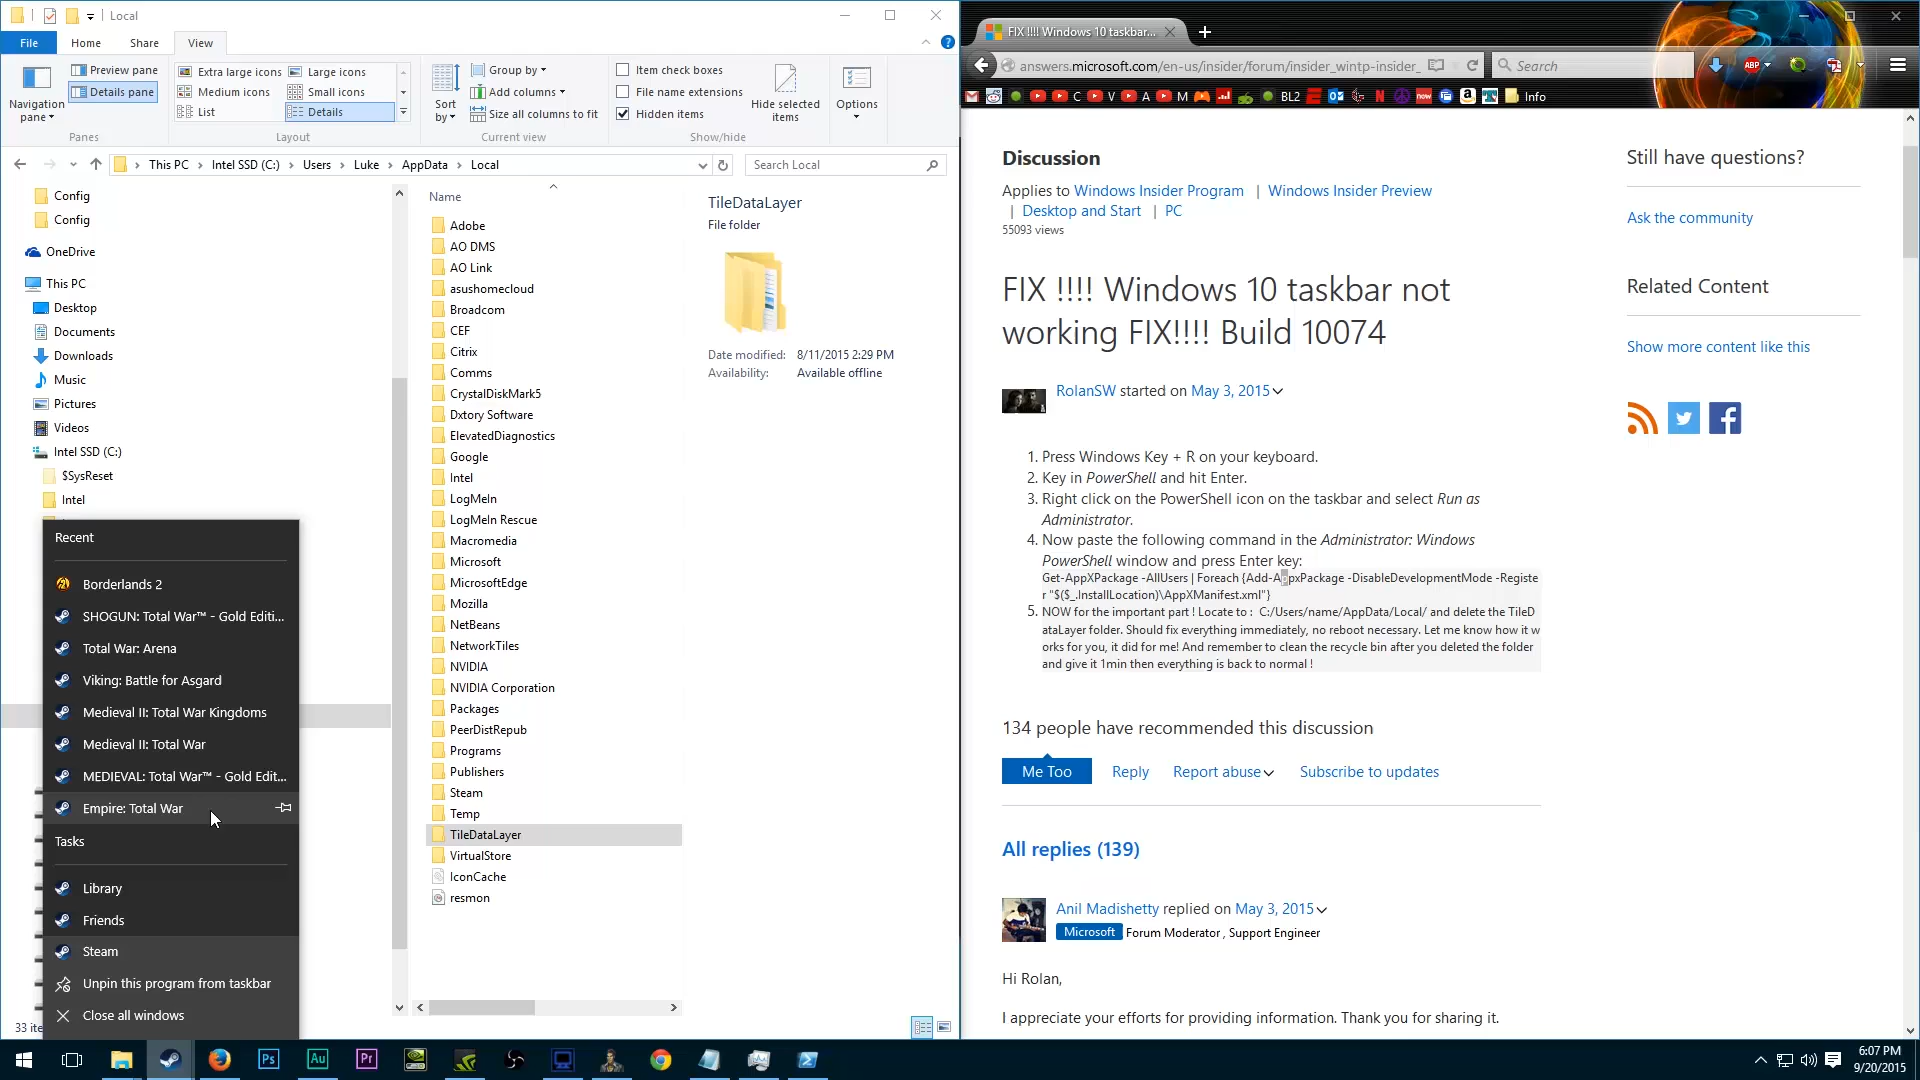 Local
File
Home
Share
View
Preview pane
Details pane
Navigation
pane
Panes
Extra large icons
Large icons
Medium icons
Small icons
List
Details
Layout
Sort
by
Group by
Add columns
Size all columns to fit
Current view
Item check boxes
File name extensions
Hidden items
Hide selected
items
Show/hide
Options
This PC
Intel SSD (C:)
Users
Luke
AppData
Local
Search Local
Config
Config
OneDrive
This PC
Desktop
Documents
Downloads
Music
Pictures
Videos
Intel SSD (C:)
$SysReset
Intel
Recent
Borderlands 2
SHOGUN: Total War™ - Gold Editi...
Total War: Arena
Viking: Battle for Asgard
Medieval II: Total War Kingdoms
Medieval II: Total War
MEDIEVAL: Total War™ - Gold Edit...
Empire: Total War
Tasks
Library
Friends
Steam
Unpin this program from taskbar
Close all windows
33 ite
Name
Adobe
AO DMS
AO Link
asushomecloud
Broadcom
CEF
Citrix
Comms
CrystalDiskMark5
Dxtory Software
ElevatedDiagnostics
Google
Intel
LogMeIn
LogMeIn Rescue
Macromedia
Microsoft
MicrosoftEdge
Mozilla
NetBeans
NetworkTiles
NVIDIA
NVIDIA Corporation
Packages
PeerDistRepub
Programs
Publishers
Steam
Temp
TileDataLayer
VirtualStore
IconCache
resmon
TileDataLayer
File folder
Date modified: 8/11/2015 2:29 PM
Availability: Available offline
FIX !!!! Windows 10 taskbar...
answers.microsoft.com/en-us/insider/forum/insider_wintp-insider_
Search
ABP
C
V
A
M
BL2
now
a
Info
Discussion
Applies to Windows Insider Program | Windows Insider Preview
| Desktop and Start | PC
55093 views
FIX !!!! Windows 10 taskbar not
working FIX!!!! Build 10074
RolanSW started on May 3, 2015
1. Press Windows Key + R on your keyboard.
2. Key in PowerShell and hit Enter.
3. Right click on the PowerShell icon on the taskbar and select Run as
Administrator.
4. Now paste the following command in the Administrator: Windows
PowerShell window and press Enter key:
Get-AppXPackage -AllUsers | Foreach {Add-AppxPackage -DisableDevelopmentMode -Registe
r "$($_.InstallLocation)\AppXManifest.xml"}
5. NOW for the important part ! Locate to : C:/Users/name/AppData/Local/ and delete the TileD
ataLayer folder. Should fix everything immediately, no reboot necessary. Let me know how it w
orks for you, it did for me! And remember to clean the recycle bin after you deleted the folder
and give it 1min then everything is back to normal !
134 people have recommended this discussion
Me Too
Reply
Report abuse
Subscribe to updates
All replies (139)
Anil Madishetty replied on May 3, 2015
Microsoft Forum Moderator , Support Engineer
Hi Rolan,
I appreciate your efforts for providing information. Thank you for sharing it.
Still have questions?
Ask the community
Related Content
Show more content like this
Ps
Au
Pr
6:07 PM
9/20/2015